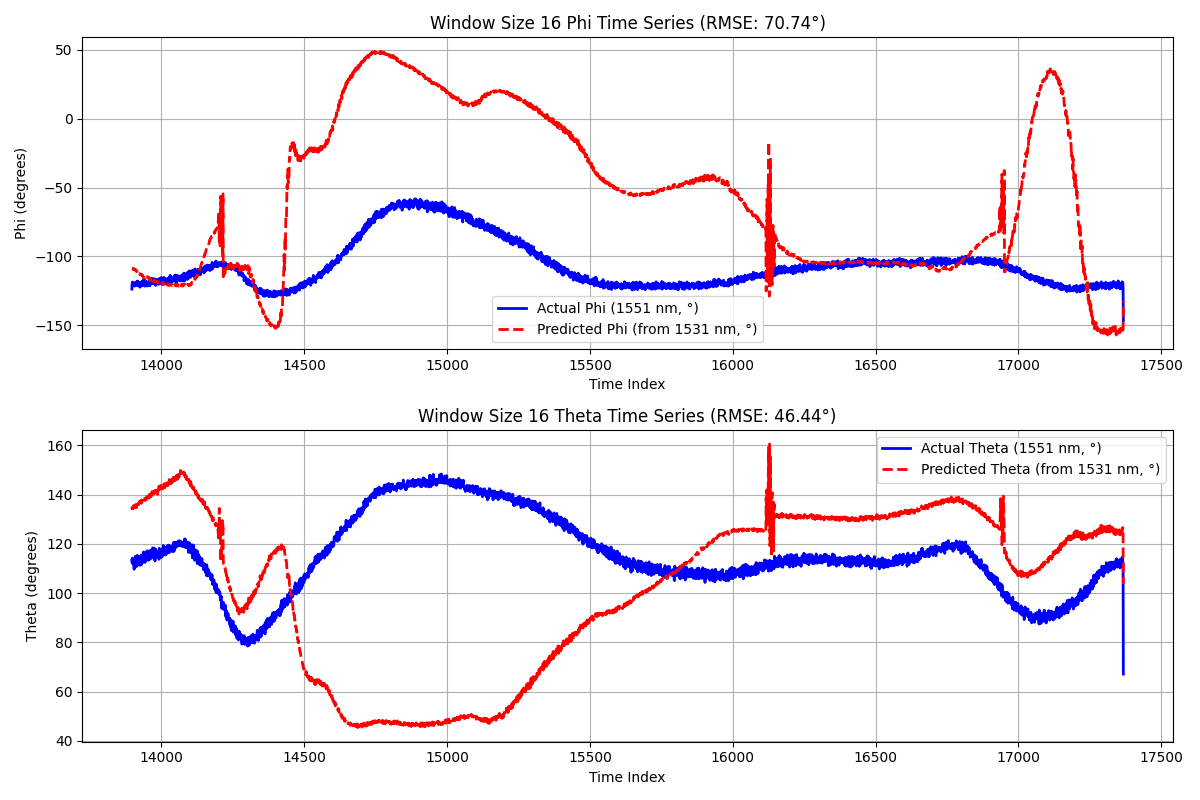 Window Size 16 Phi Time Series (RMSE: 70.74°)
Phi (degrees)
50
0
−50
−100
−150
Actual Phi (1551 nm, °)
Predicted Phi (from 1531 nm, °)
14000 14500 15000 15500 16000 16500 17000 17500
Time Index
Window Size 16 Theta Time Series (RMSE: 46.44°)
Theta (degrees)
160
140
120
100
80
60
40
Actual Theta (1551 nm, °)
Predicted Theta (from 1531 nm, °)
14000 14500 15000 15500 16000 16500 17000 17500
Time Index